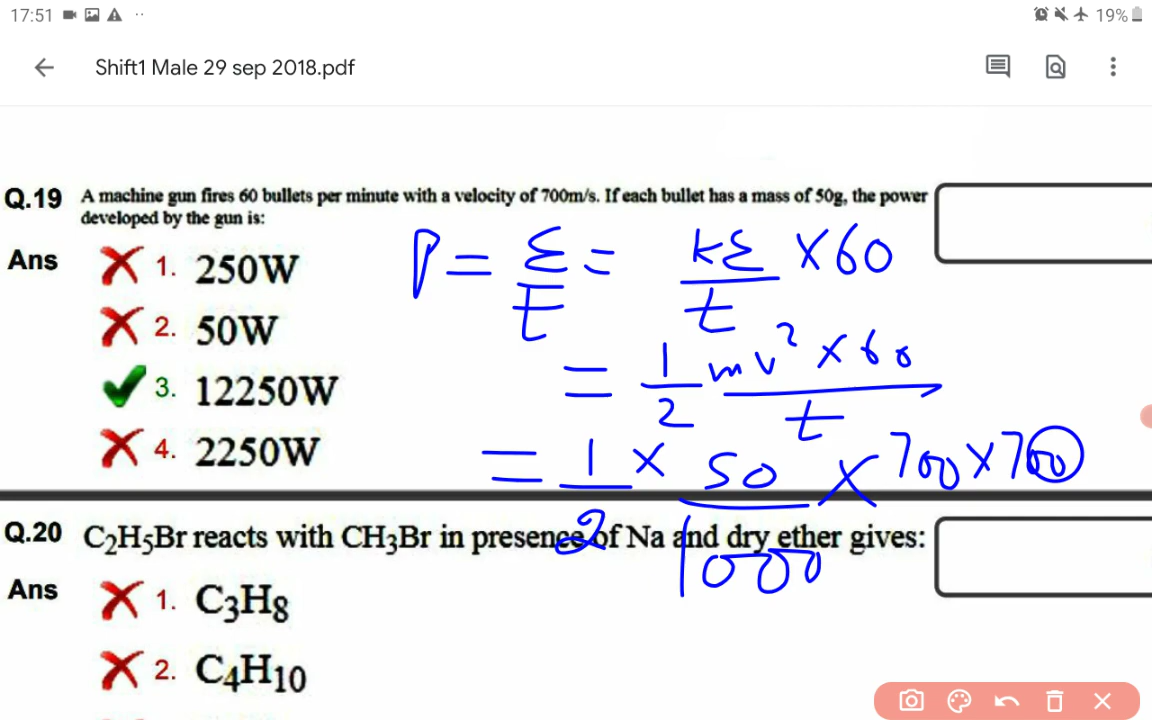 17:51
19%
Shift1 Male 29 sep 2018.pdf
Q.19 A machine gun fires 60 bullets per minute with a velocity of 700m/s. If each bullet has a mass of 50g, the power
developed by the gun is:
Ans 1. 250W
2. 50W
3. 12250W
4. 2250W
P = E/t = KE/t × 60
= 1/2 mv² × 60 / t
= 1/2 × 50/1000 × 700 × 700
Q.20 C₂H₅Br reacts with CH₃Br in presence of Na and dry ether gives:
Ans 1. C₃H₈
2. C₄H₁₀